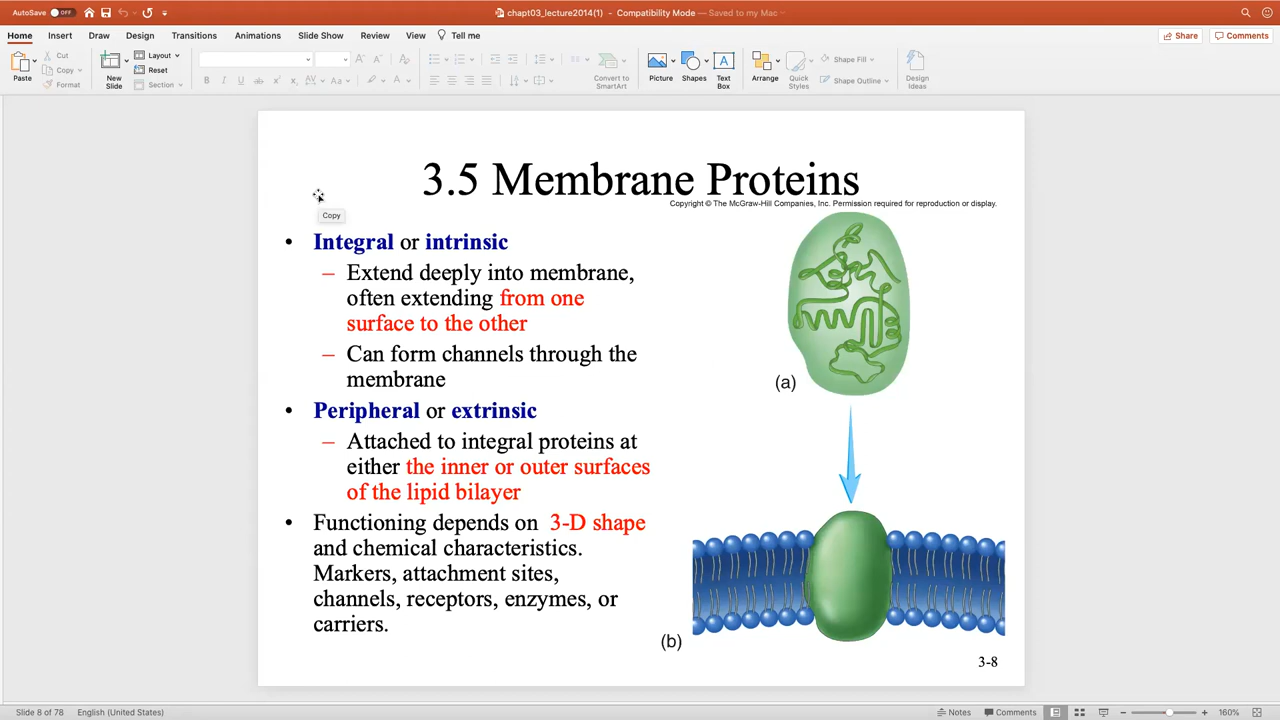 AutoSave OFF
chapt03_lecture2014(1) - Compatibility Mode — Saved to my Mac
Home Insert Draw Design Transitions Animations Slide Show Review View Tell me
Share Comments
Paste
Cut
Copy
Format
New Slide
Layout
Reset
Section
Convert to SmartArt
Picture
Shapes
Text Box
Arrange
Quick Styles
Shape Fill
Shape Outline
Design Ideas
3.5 Membrane Proteins
Copyright © The McGraw-Hill Companies, Inc. Permission required for reproduction or display.
Copy
• Integral or intrinsic
– Extend deeply into membrane,
often extending from one
surface to the other
– Can form channels through the
membrane
• Peripheral or extrinsic
– Attached to integral proteins at
either the inner or outer surfaces
of the lipid bilayer
• Functioning depends on 3-D shape
and chemical characteristics.
Markers, attachment sites,
channels, receptors, enzymes, or
carriers.
(a)
(b)
3-8
Slide 8 of 78 English (United States) Notes Comments 160%